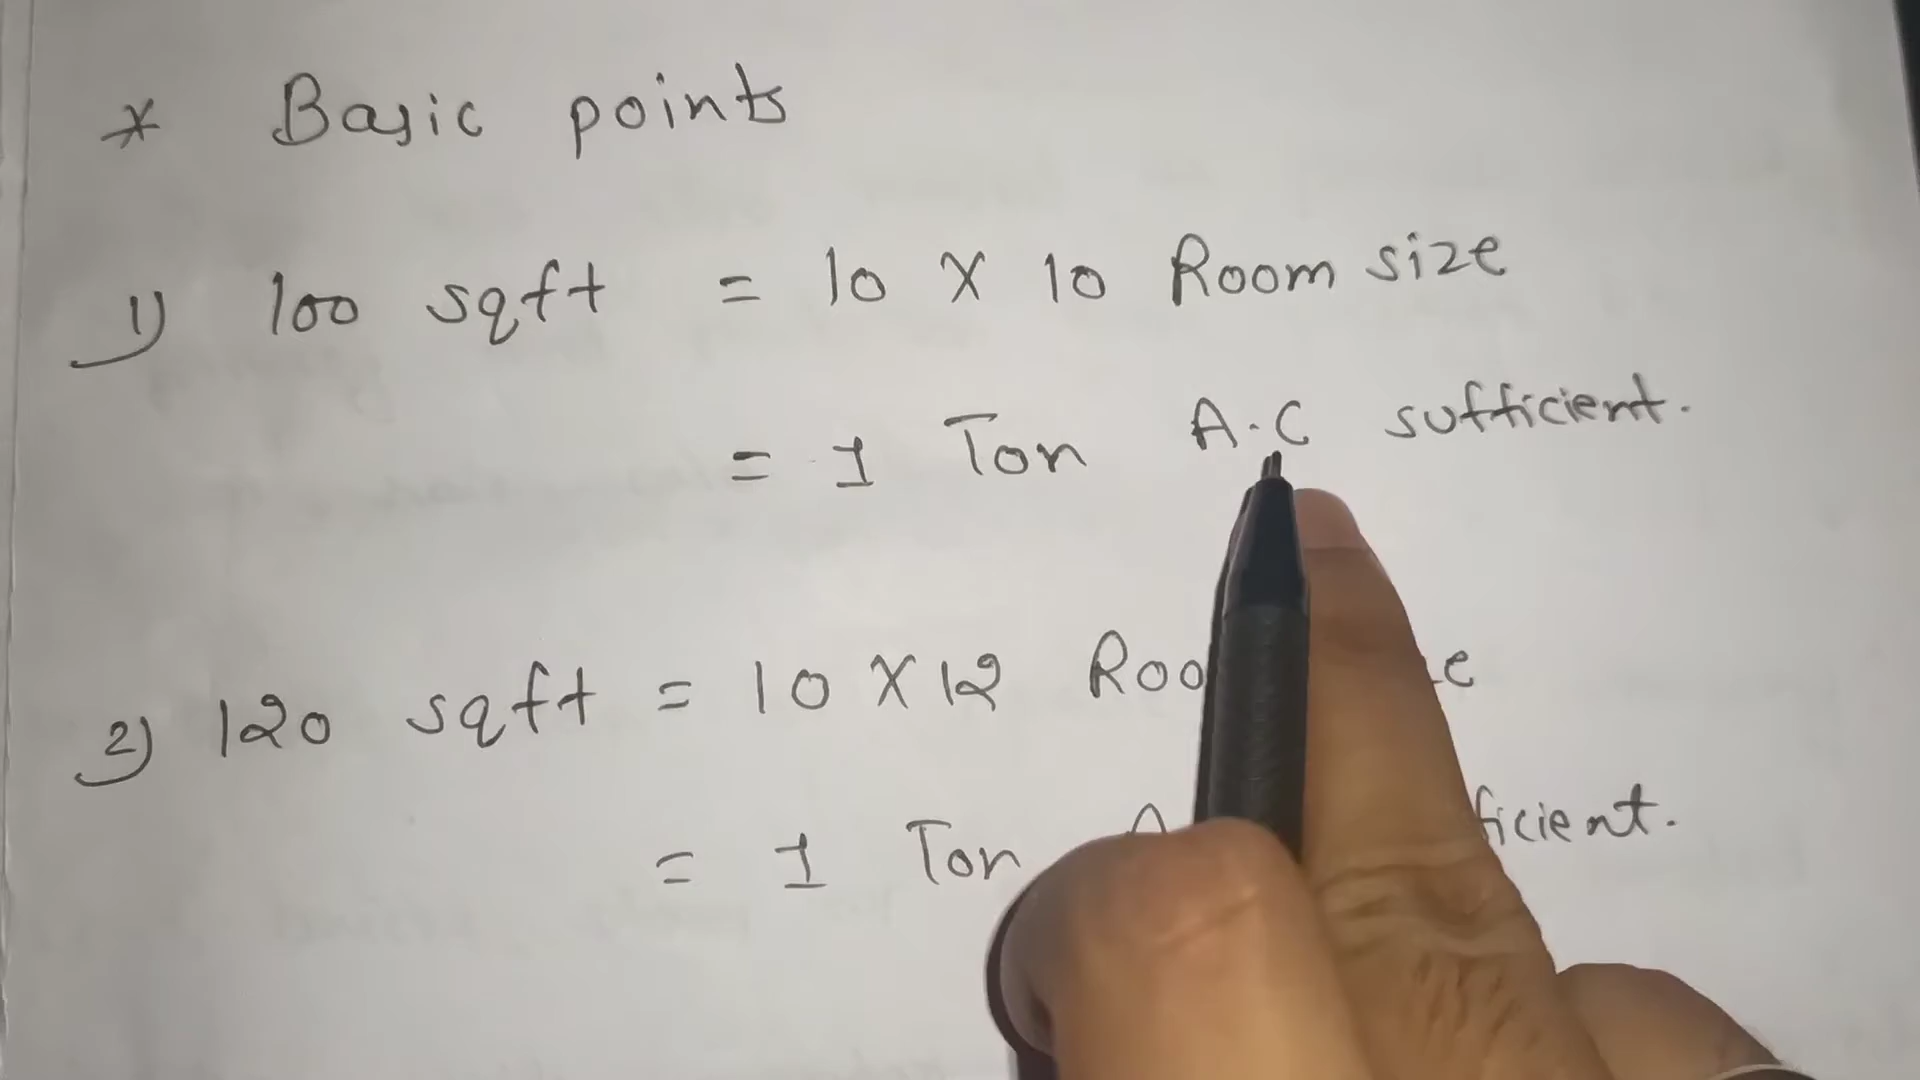 * Basic points
1) 100 sqft = 10 X 10 Room size
= 1 Ton A.C sufficient.
2) 120 sqft = 10 X 12
= 1 Ton